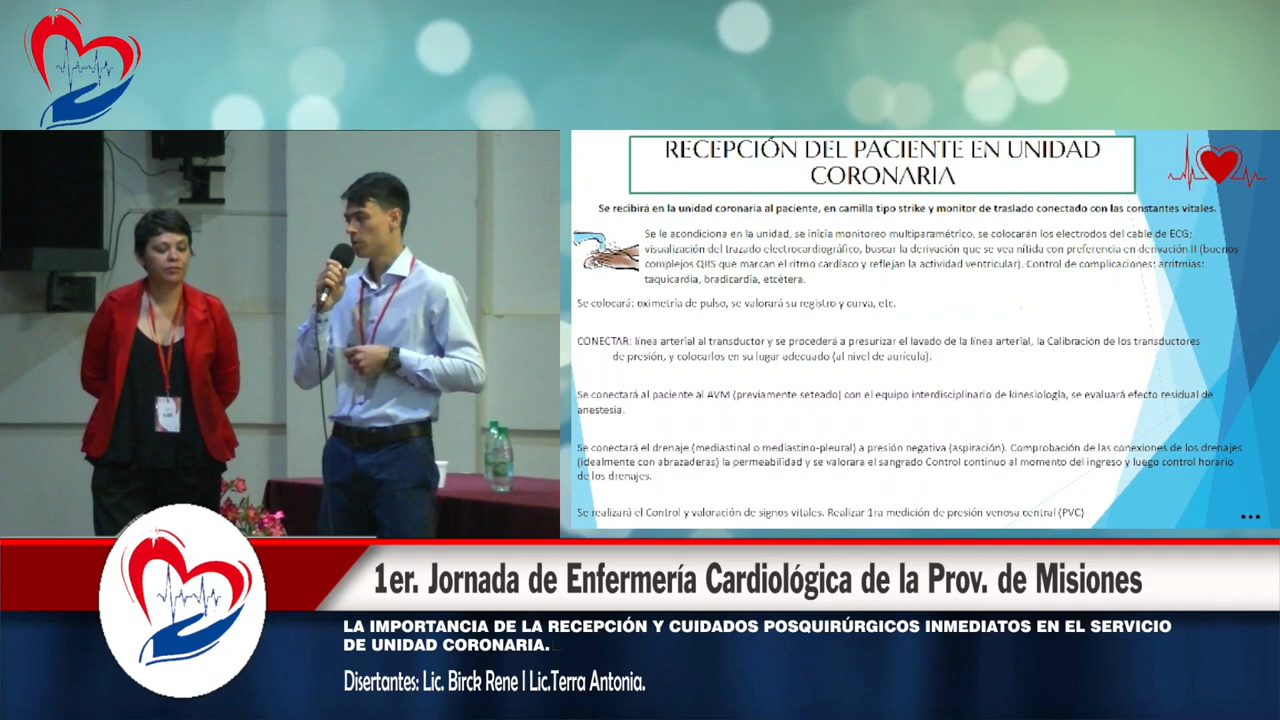 RECEPCIÓN DEL PACIENTE EN UNIDAD
CORONARIA
Se recibirá en la unidad coronaria al paciente, en camilla tipo strike y monitor de traslado conectado con las constantes vitales.
Se le acondiciona en la unidad, se inicia monitoreo multiparamétrico, se colocarán los electrodos del cable de ECG;
visualización del trazado electrocardiográfico, buscar la derivación que se vea nítida con preferencia en derivación II (buenos
complejos QRS que marcan el ritmo cardíaco y reflejan la actividad ventricular). Control de complicaciones: arritmias:
taquicardia, bradicardia, etcétera.
Se colocará: oximetría de pulso, se valorará su registro y curva, etc.
CONECTAR: línea arterial al transductor y se procederá a presurizar el lavado de la línea arterial, la Calibración de los transductores
de presión, y colocarlos en su lugar adecuado (al nivel de aurícula).
Se conectará al paciente al AVM (previamente seteado) con el equipo interdisciplinario de kinesiología, se evaluará efecto residual de
anestesia.
Se conectará el drenaje (mediastinal o mediastino-pleural) a presión negativa (aspiración). Comprobación de las conexiones de los drenajes
(idealmente con abrazaderas) la permeabilidad y se valorara el sangrado Control continuo al momento del ingreso y luego control horario
de los drenajes.
Se realizará el Control y valoración de signos vitales. Realizar 1ra medición de presión venosa central (PVC)
1er. Jornada de Enfermería Cardiológica de la Prov. de Misiones
LA IMPORTANCIA DE LA RECEPCIÓN Y CUIDADOS POSQUIRÚRGICOS INMEDIATOS EN EL SERVICIO
DE UNIDAD CORONARIA.
Disertantes: Lic. Birck Rene l Lic.Terra Antonia.